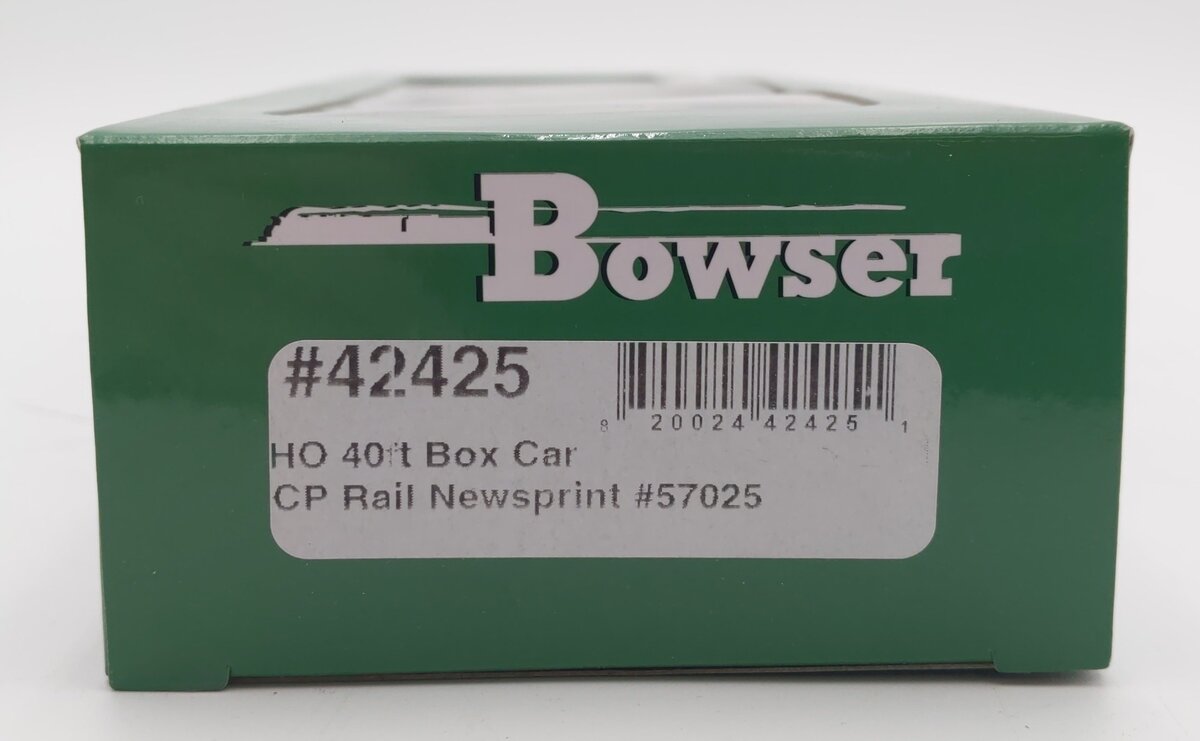 Bowser
#42425
8 20024 42425 1
HO 40ft Box Car
CP Rail Newsprint #57025